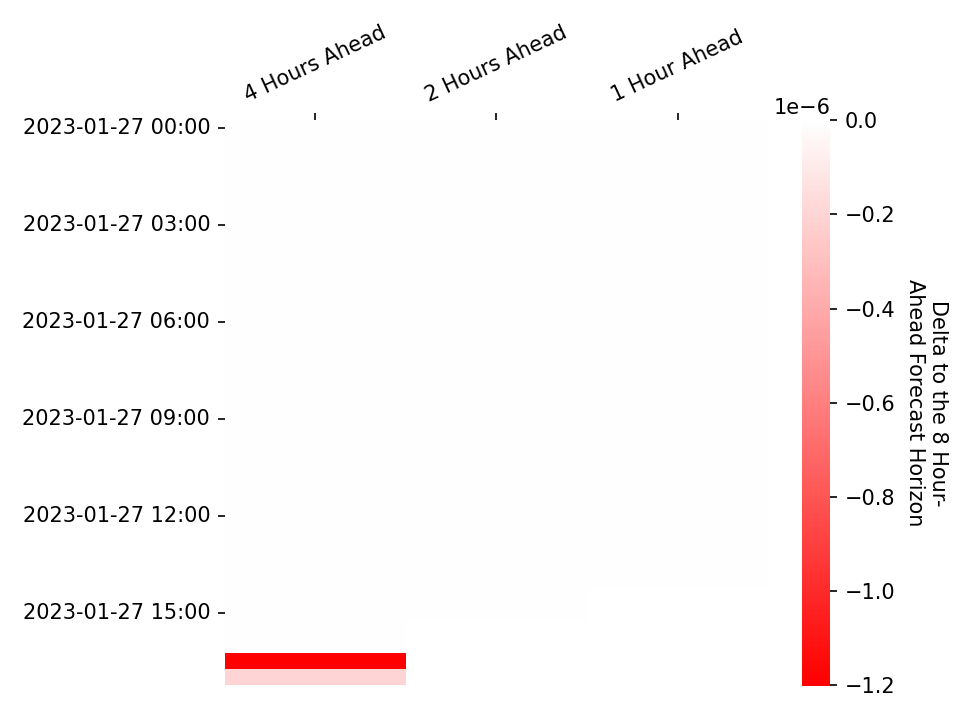 4 Hours Ahead
2 Hours Ahead
1 Hour Ahead
1e−6
2023-01-27 00:00
2023-01-27 03:00
2023-01-27 06:00
2023-01-27 09:00
2023-01-27 12:00
2023-01-27 15:00
0.0
−0.2
−0.4
−0.6
−0.8
−1.0
−1.2
Delta to the 8 Hour-
Ahead Forecast Horizon